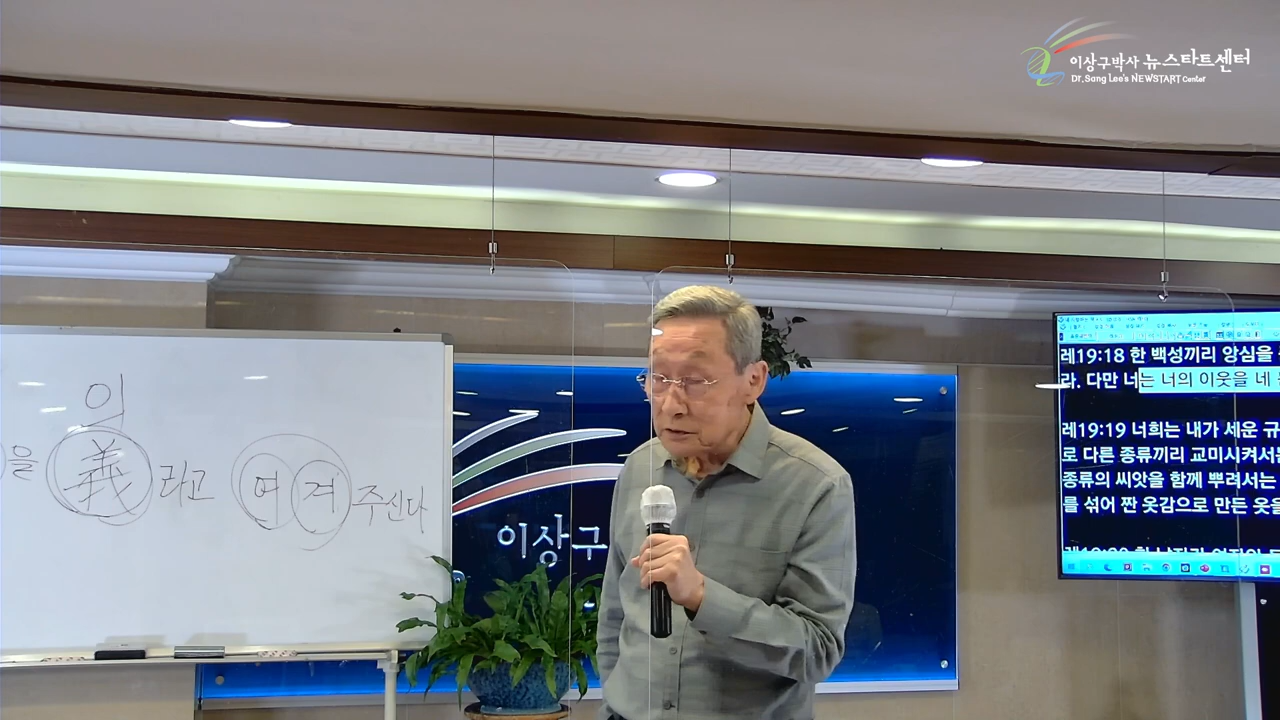 이상구박사 뉴스타트센터
Dr. Sang Lee's NEWSTART Center
의
을 義 라고 여겨 주신다
이상구
레19:18 한 백성끼리 앙심을
라. 다만 너는 너의 이웃을 네
레19:19 너희는 내가 세운 규
로 다른 종류끼리 교미시켜서는
종류의 씨앗을 함께 뿌려서는
를 섞어 짠 옷감으로 만든 옷을